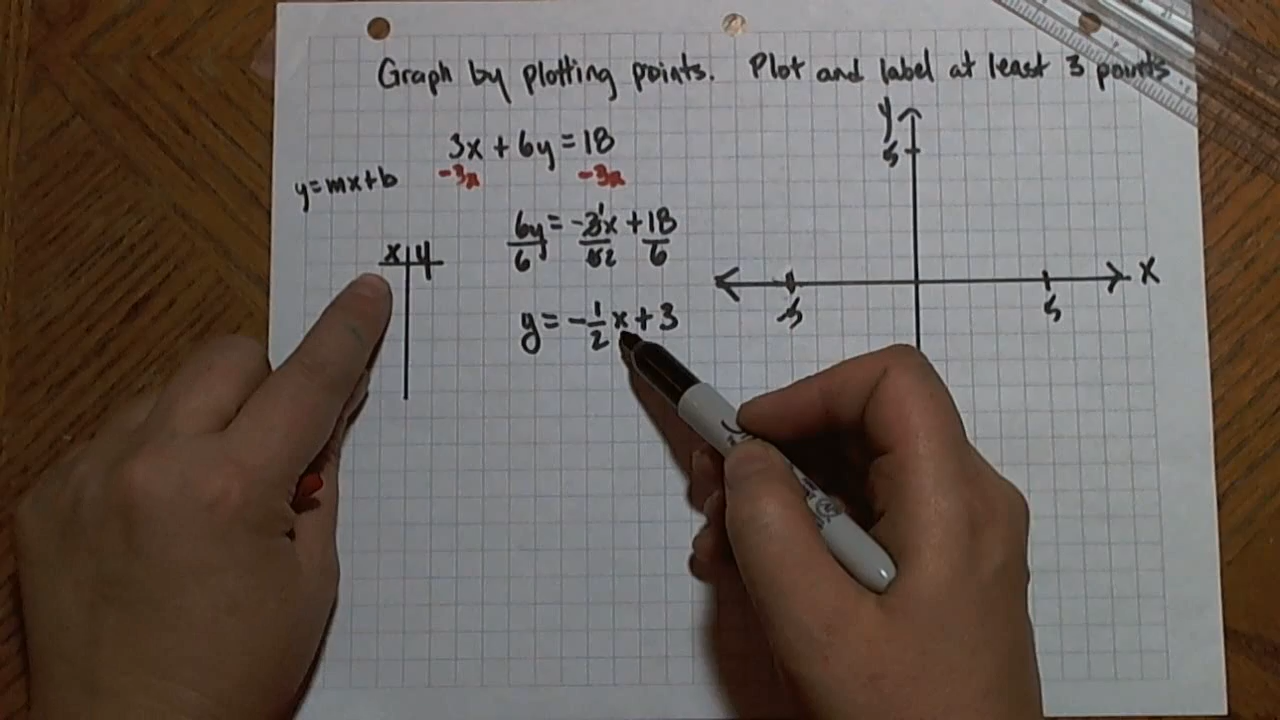 Graph by plotting points. Plot and label at least 3 points.
3x + 6y = 18
-3x -3x
y = mx + b
6y = -3x + 18
6 6 2 6
x y
y = -1/2 x + 3
y
5
-5 5 x